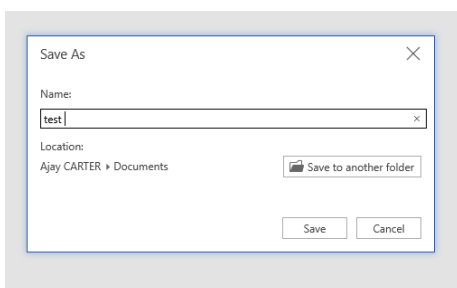 Save As
Name:
test
Location:
Ajay CARTER ▸ Documents
Save to another folder
Save Cancel